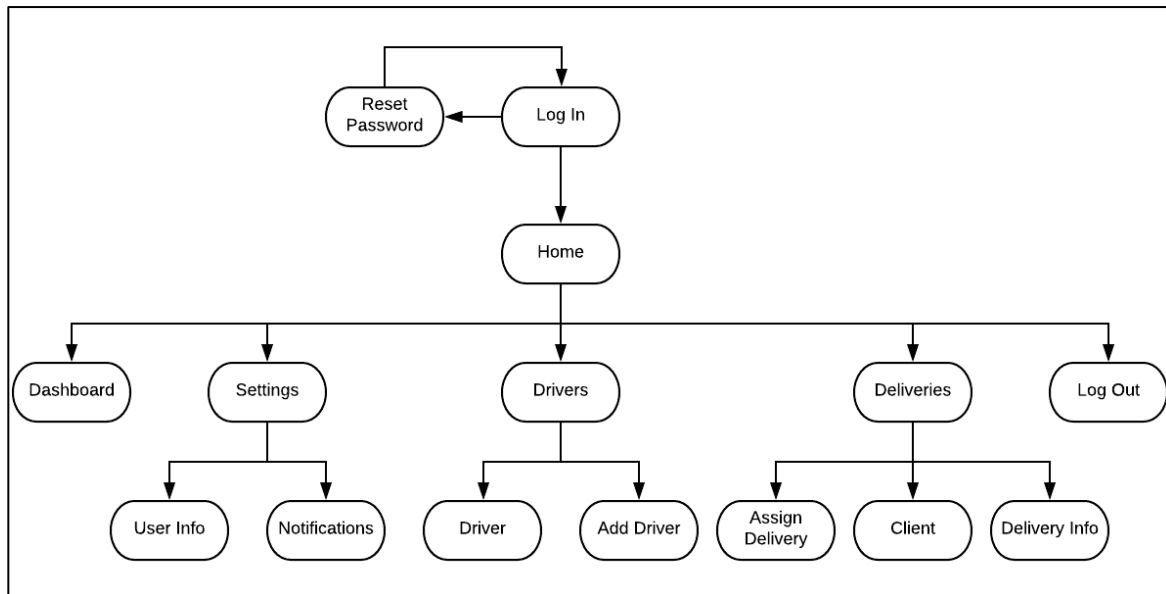 Reset
Password
Log In
Home
Dashboard
Settings
Drivers
Deliveries
Log Out
User Info
Notifications
Driver
Add Driver
Assign
Delivery
Client
Delivery Info